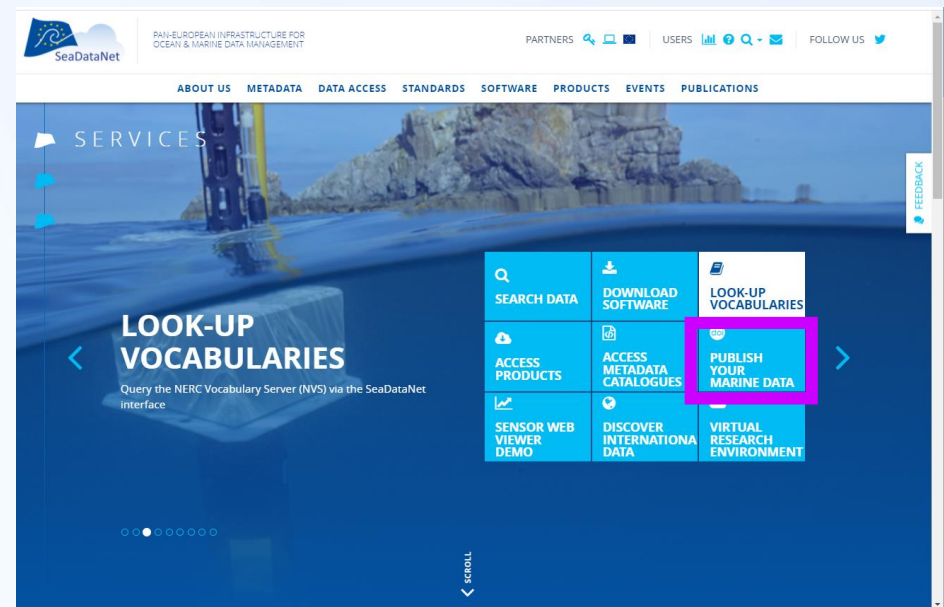 SeaDataNet
PAN-EUROPEAN INFRASTRUCTURE FOR
OCEAN & MARINE DATA MANAGEMENT
PARTNERS
USERS
FOLLOW US
ABOUT US METADATA DATA ACCESS STANDARDS SOFTWARE PRODUCTS EVENTS PUBLICATIONS
SERVICES
FEEDBACK
LOOK-UP
VOCABULARIES
Query the NERC Vocabulary Server (NVS) via the SeaDataNet
interface
SEARCH DATA
DOWNLOAD
SOFTWARE
LOOK-UP
VOCABULARIES
ACCESS
PRODUCTS
ACCESS
METADATA
CATALOGUES
doi
PUBLISH
YOUR
MARINE DATA
SENSOR WEB
VIEWER
DEMO
DISCOVER
INTERNATIONA
DATA
VIRTUAL
RESEARCH
ENVIRONMENT
SCROLL